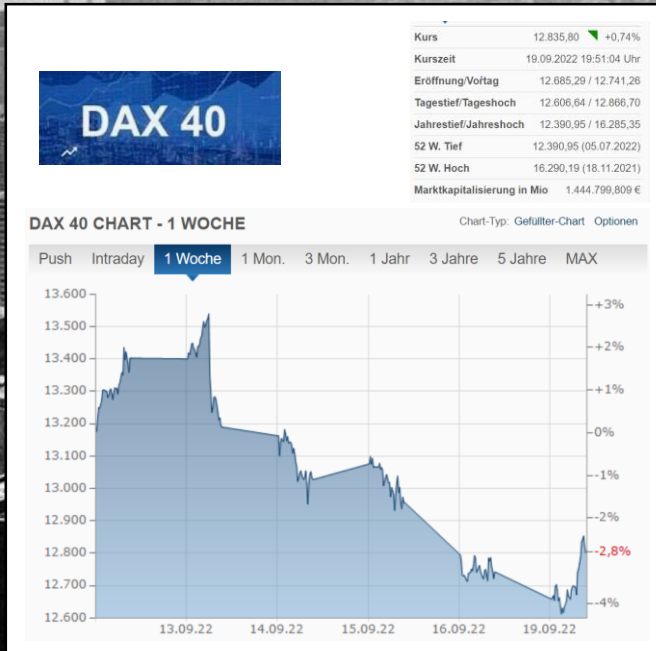 Kurs 12.835,80 +0,74%
Kurszeit 19.09.2022 19:51:04 Uhr
Eröffnung/Vortag 12.685,29 / 12.741,26
Tagestief/Tageshoch 12.606,64 / 12.866,70
Jahrestief/Jahreshoch 12.390,95 / 16.285,35
52 W. Tief 12.390,95 (05.07.2022)
52 W. Hoch 16.290,19 (18.11.2021)
Marktkapitalisierung in Mio 1.444.799,809 €
DAX 40
DAX 40 CHART - 1 WOCHE
Chart-Typ: Gefüllter-Chart Optionen
Push Intraday 1 Woche 1 Mon. 3 Mon. 1 Jahr 3 Jahre 5 Jahre MAX
13.600
13.500 +3%
13.400 +2%
13.300 +1%
13.200 0%
13.100 -1%
13.000
12.900 -2%
12.800 -2,8%
12.700
12.600 -4%
13.09.22 14.09.22 15.09.22 16.09.22 19.09.22